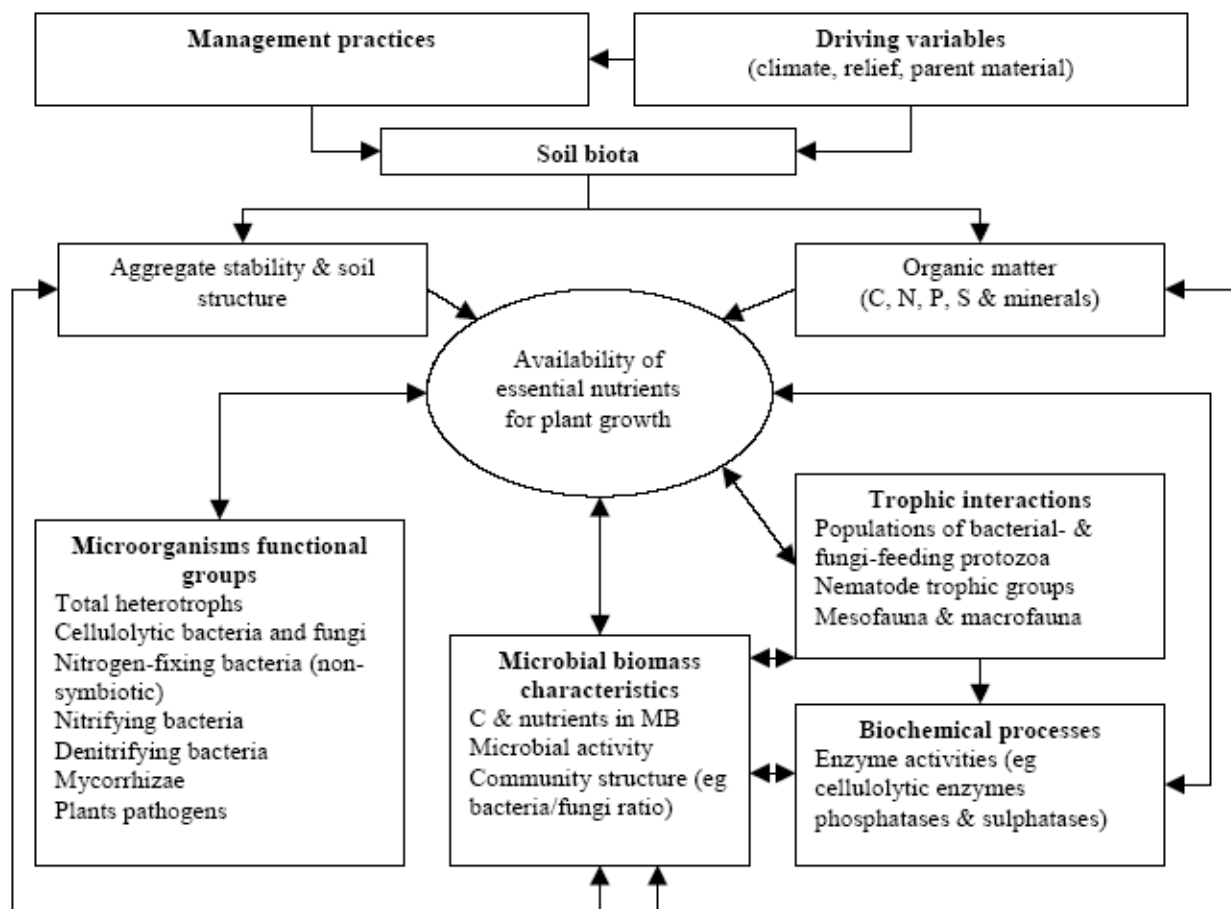 Management practices
Driving variables
(climate, relief, parent material)
Soil biota
Aggregate stability & soil
structure
Organic matter
(C, N, P, S & minerals)
Availability of
essential nutrients
for plant growth
Microorganisms functional
groups
Total heterotrophs
Cellulolytic bacteria and fungi
Nitrogen-fixing bacteria (non-
symbiotic)
Nitrifying bacteria
Denitrifying bacteria
Mycorrhizae
Plants pathogens
Microbial biomass
characteristics
C & nutrients in MB
Microbial activity
Community structure (eg
bacteria/fungi ratio)
Trophic interactions
Populations of bacterial- &
fungi-feeding protozoa
Nematode trophic groups
Mesofauna & macrofauna
Biochemical processes
Enzyme activities (eg
cellulolytic enzymes
phosphatases & sulphatases)